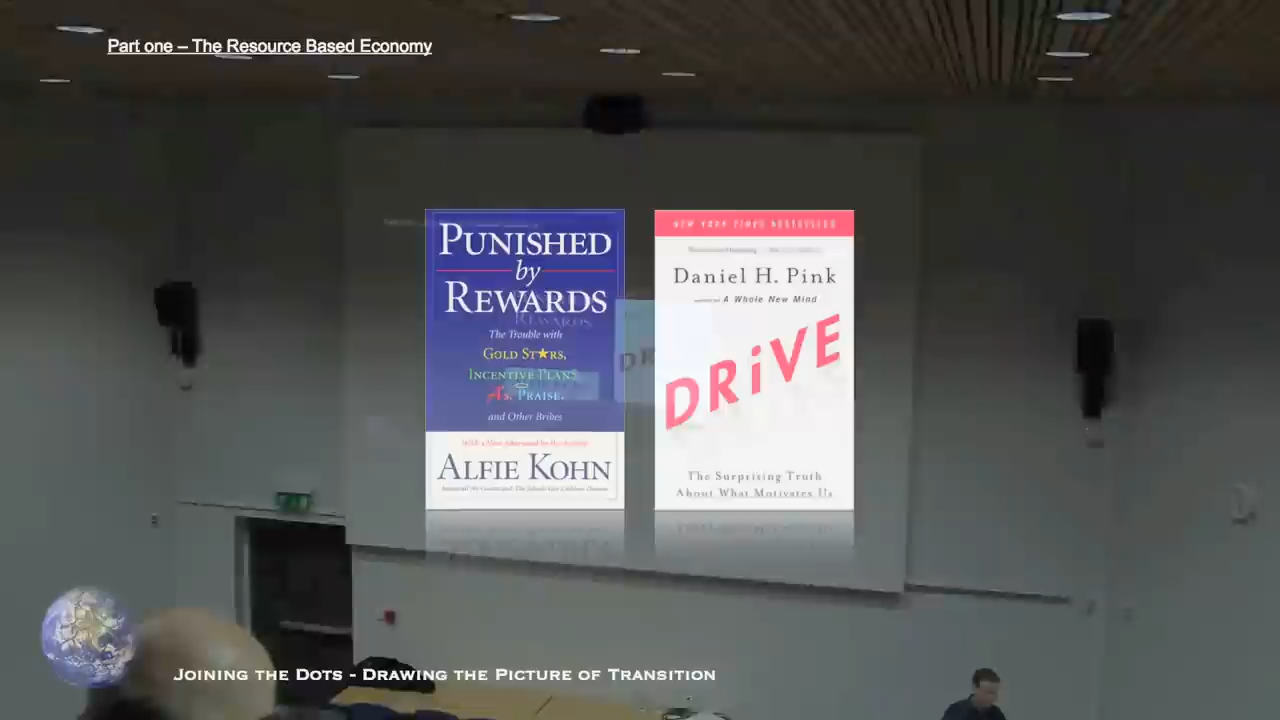 Part one – The Resource Based Economy
PUNISHED
by
REWARDS
The Trouble with
GOLD ST★RS,
INCENTIVE PLANS,
A's, PRAISE,
and Other Bribes
ALFIE KOHN
NEW YORK TIMES BESTSELLER
Daniel H. Pink
A Whole New Mind
DRiVE
The Surprising Truth
About What Motivates Us
JOINING THE DOTS - DRAWING THE PICTURE OF TRANSITION